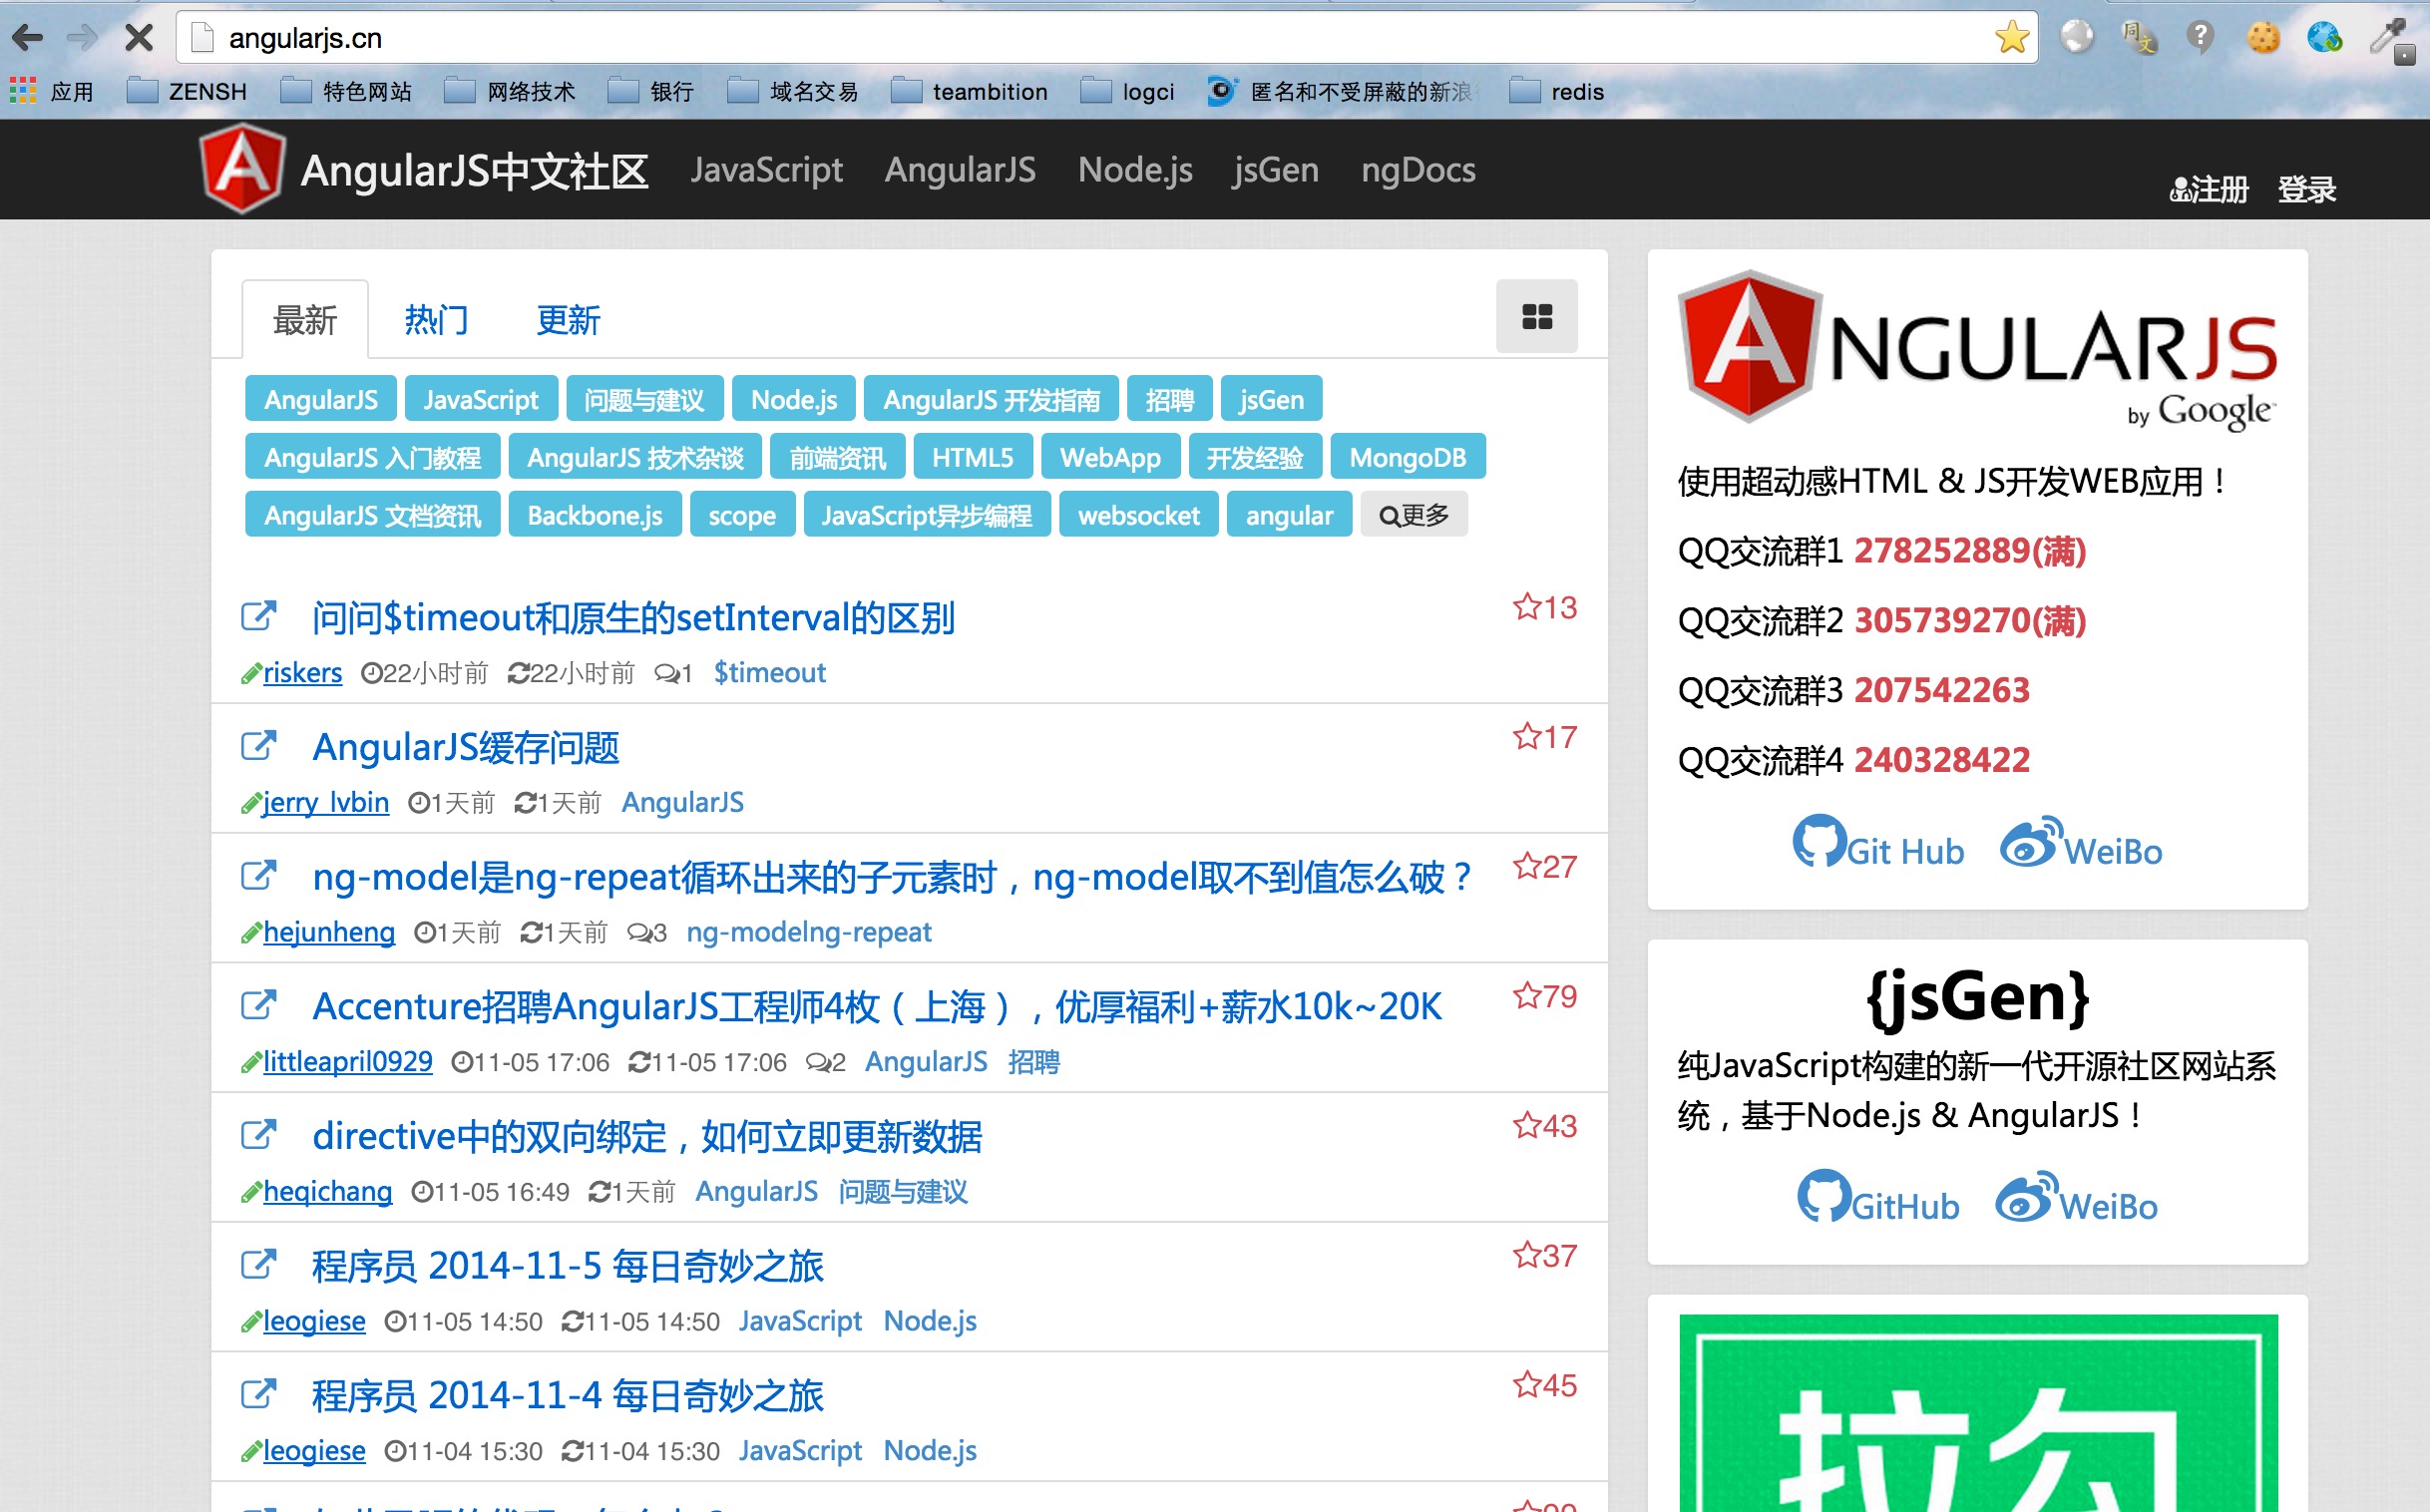 angularjs.cn
应用 ZENSH 特色网站 网络技术 银行 域名交易 teambition logci 匿名和不受屏蔽的新浪 redis
AngularJS中文社区 JavaScript AngularJS Node.js jsGen ngDocs
注册 登录
最新 热门 更新
AngularJS JavaScript 问题与建议 Node.js AngularJS 开发指南 招聘 jsGen
AngularJS 入门教程 AngularJS 技术杂谈 前端资讯 HTML5 WebApp 开发经验 MongoDB
AngularJS 文档资讯 Backbone.js scope JavaScript异步编程 websocket angular 更多
问问$timeout和原生的setInterval的区别 13
riskers 22小时前 22小时前 1 $timeout
AngularJS缓存问题 17
jerry_lvbin 1天前 1天前 AngularJS
ng-model是ng-repeat循环出来的子元素时，ng-model取不到值怎么破？ 27
hejunheng 1天前 1天前 3 ng-modelng-repeat
Accenture招聘AngularJS工程师4枚（上海），优厚福利+薪水10k~20K 79
littleapril0929 11-05 17:06 11-05 17:06 2 AngularJS 招聘
directive中的双向绑定，如何立即更新数据 43
heqichang 11-05 16:49 1天前 AngularJS 问题与建议
程序员 2014-11-5 每日奇妙之旅 37
leogiese 11-05 14:50 11-05 14:50 JavaScript Node.js
程序员 2014-11-4 每日奇妙之旅 45
leogiese 11-04 15:30 11-04 15:30 JavaScript Node.js
ANGULARJS
by Google
使用超动感HTML & JS开发WEB应用！
QQ交流群1 278252889(满)
QQ交流群2 305739270(满)
QQ交流群3 207542263
QQ交流群4 240328422
Git Hub WeiBo
{jsGen}
纯JavaScript构建的新一代开源社区网站系
统，基于Node.js & AngularJS！
GitHub WeiBo
拉勾